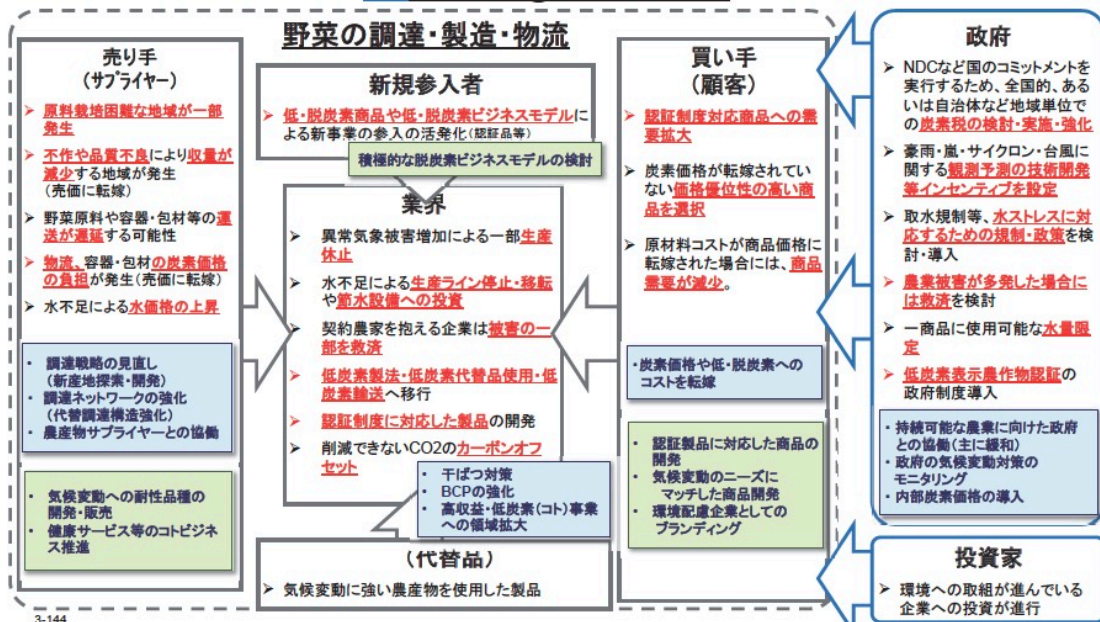 野菜の調達・製造・物流
売り手
(サプライヤー)
➢ 原料栽培困難な地域が一部
発生
➢ 不作や品質不良により収量が
減少する地域が発生
(売価に転嫁)
➢ 野菜原料や容器・包材等の運
送が遅延する可能性
➢ 物流、容器・包材の炭素価格
の負担が発生(売価に転嫁)
➢ 水不足による水価格の上昇
・ 調達戦略の見直し
(新産地探索・開発)
・ 調達ネットワークの強化
(代替調達構造強化)
・ 農産物サプライヤーとの協働
・ 気候変動への耐性品種の
開発・販売
・ 健康サービス等のコトビジネ
ス推進
新規参入者
➢ 低・脱炭素商品や低・脱炭素ビジネスモデルに
よる新事業の参入の活発化(認証品等)
積極的な脱炭素ビジネスモデルの検討
業界
➢ 異常気象被害増加による一部生産
休止
➢ 水不足による生産ライン停止・移転
や節水設備への投資
➢ 契約農家を抱える企業は被害の一
部を救済
➢ 低炭素製法・低炭素代替品使用・低
炭素輸送へ移行
➢ 認証制度に対応した製品の開発
➢ 削減できないCO2のカーボンオフ
セット
・ 干ばつ対策
・ BCPの強化
・ 高収益・低炭素(コト)事業
への領域拡大
(代替品)
➢ 気候変動に強い農産物を使用した製品
買い手
(顧客)
➢ 認証制度対応商品への需
要拡大
➢ 炭素価格が転嫁されてい
ない価格優位性の高い商
品を選択
➢ 原材料コストが商品価格に
転嫁された場合には、商品
需要が減少。
・炭素価格や低・脱炭素への
コストを転嫁
・ 認証製品に対応した商品の
開発
・ 気候変動のニーズに
マッチした商品開発
・ 環境配慮企業としての
ブランディング
政府
➢ NDCなど国のコミットメントを
実行するため、全国的、ある
いは自治体など地域単位で
の炭素税の検討・実施・強化
➢ 豪雨・嵐・サイクロン・台風に
関する観測予測の技術開発
等インセンティブを設定
➢ 取水規制等、水ストレスに対
応するための規制・政策を検
討・導入
➢ 農業被害が多発した場合に
は救済を検討
➢ 一商品に使用可能な水量限
定
➢ 低炭素表示農作物認証の
政府制度導入
・ 持続可能な農業に向けた政府
との協働(主に緩和)
・ 政府の気候変動対策の
モニタリング
・ 内部炭素価格の導入
投資家
➢ 環境への取組が進んでいる
企業への投資が進行
3-144